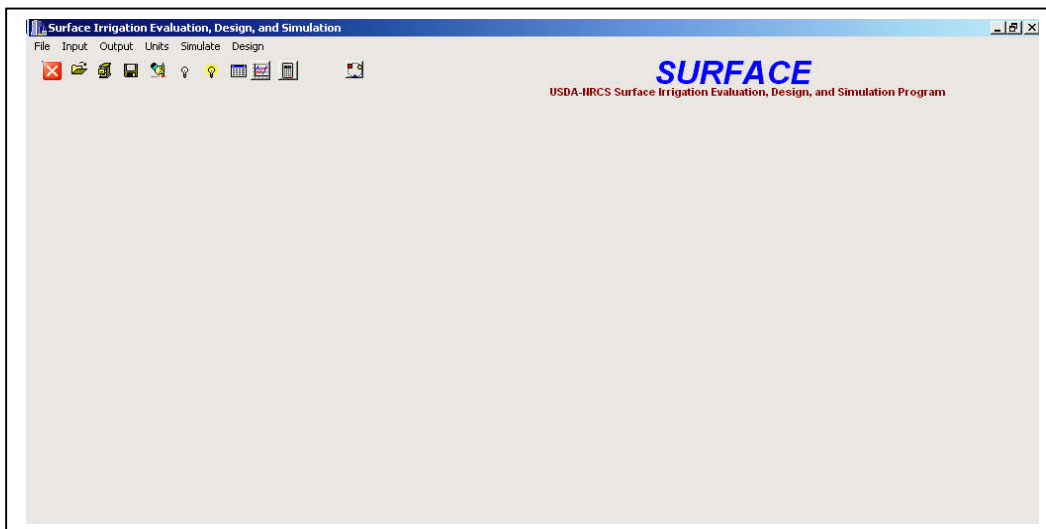 Surface Irrigation Evaluation, Design, and Simulation
File Input Output Units Simulate Design
SURFACE
USDA-NRCS Surface Irrigation Evaluation, Design, and Simulation Program